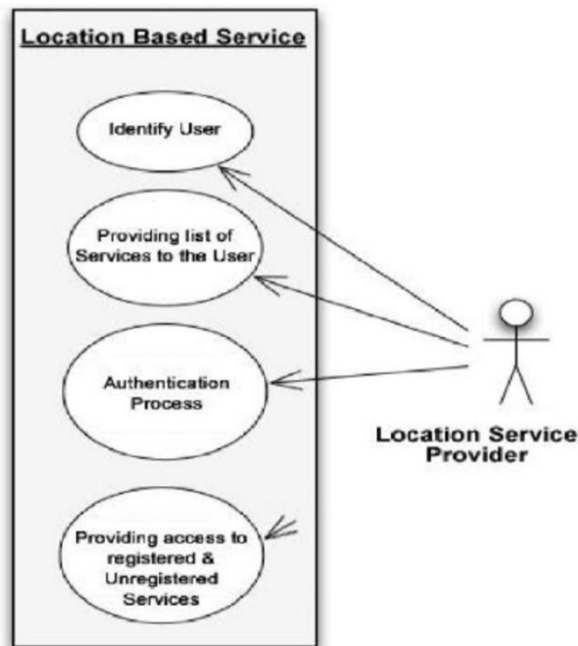 Location Based Service
Identify User
Providing list of
Services to the User
Authentication
Process
Location Service
Provider
Providing access to
registered &
Unregistered
Services